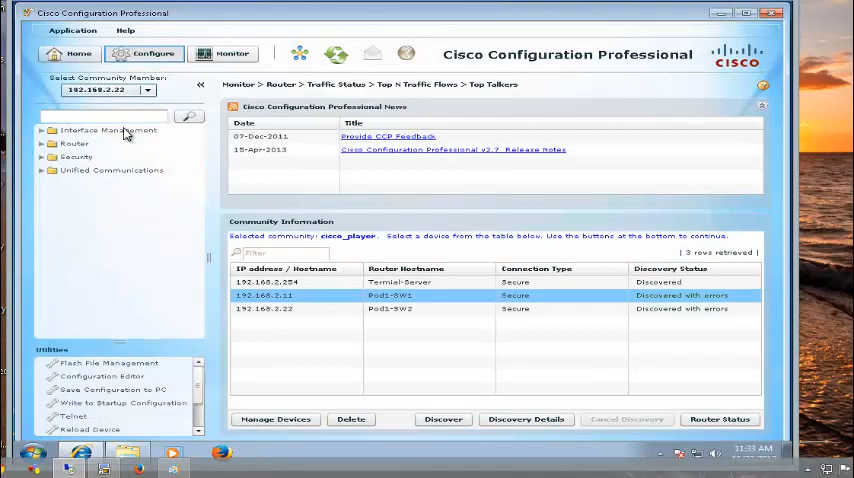 Cisco Configuration Professional
Application Help
Home Configure Monitor
Cisco Configuration Professional
CISCO
Select Community Member:
192.168.2.22
Monitor > Router > Traffic Status > Top N Traffic Flows > Top Talkers
Interface Management
Router
Security
Unified Communications
Cisco Configuration Professional News
Date Title
07-Dec-2011 Provide CCP Feedback
15-Apr-2013 Cisco Configuration Professional v2.7 Release Notes
Community Information
Selected community: cisco_player. Select a device from the table below. Use the buttons at the bottom to continue.
Filter | 3 rows retrieved |
IP address / Hostname Router Hostname Connection Type Discovery Status
192.168.2.254 Termial-Server Secure Discovered
192.168.2.11 Pod1-SW1 Secure Discovered with errors
192.168.2.22 Pod1-SW2 Secure Discovered with errors
Utilities
Flash File Management
Configuration Editor
Save Configuration to PC
Write to Startup Configuration
Telnet
Reload Device
Manage Devices Delete Discover Discovery Details Cancel Discovery Router Status
11:33 AM